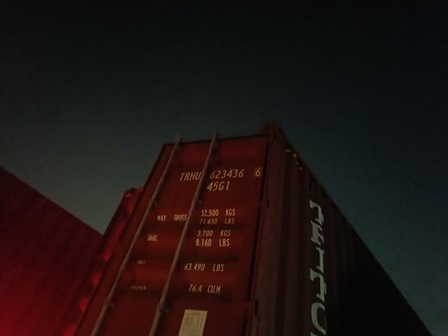 TRHU 623436 6
45G1
MAX GROSS 32.500 KGS
71.650 LBS
TARE 3.700 KGS
8.160 LBS
63.490 LBS
76.4 CU.M